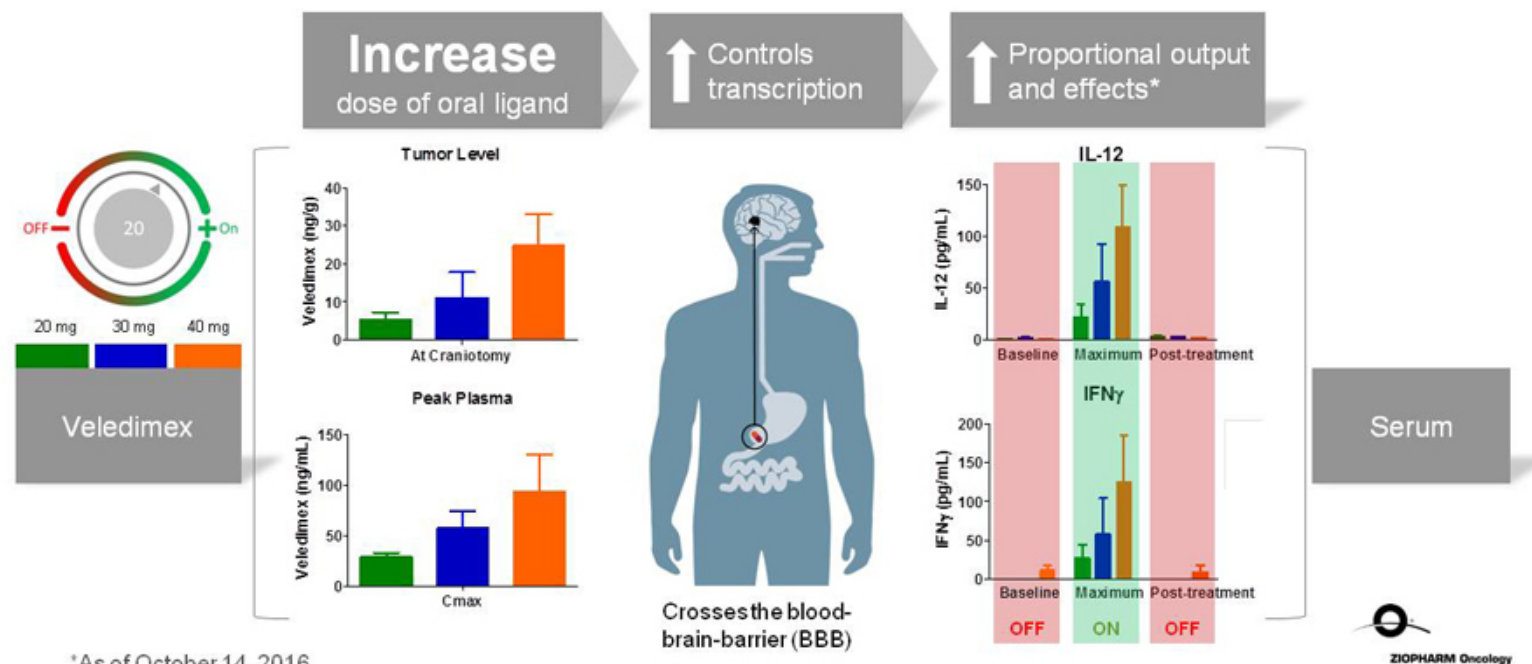 Increase
dose of oral ligand
Controls
transcription
Proportional output
and effects*
OFF
20
On
20 mg
30 mg
40 mg
Veledimex
Tumor Level
Veledimex (ng/g)
40
30
20
10
0
At Craniotomy
Peak Plasma
Veledimex (ng/mL)
150
100
50
0
Cmax
Crosses the blood-
brain-barrier (BBB)
IL-12
IL-12 (pg/mL)
150
100
50
0
Baseline
Maximum
Post-treatment
IFNγ
IFNγ (pg/mL)
200
150
100
50
0
Baseline
Maximum
Post-treatment
OFF
ON
OFF
Serum
*As of October 14, 2016
ZIOPHARM Oncology